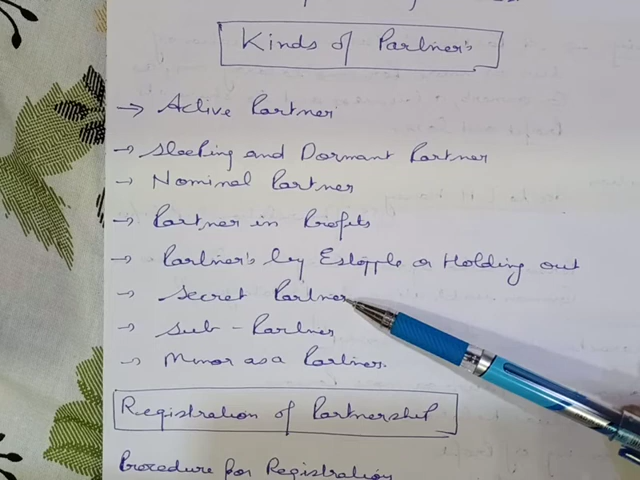 Kinds of Partner's
→ Active Partner
→ Sleeping and Dormant Partner
→ Nominal Partner
→ Partner in Profits
→ Partner's by Estopple or Holding out
→ Secret Partner
→ Sub-Partner
→ Minor as a Partner.
Registration of Partnership
Procedure for Registration